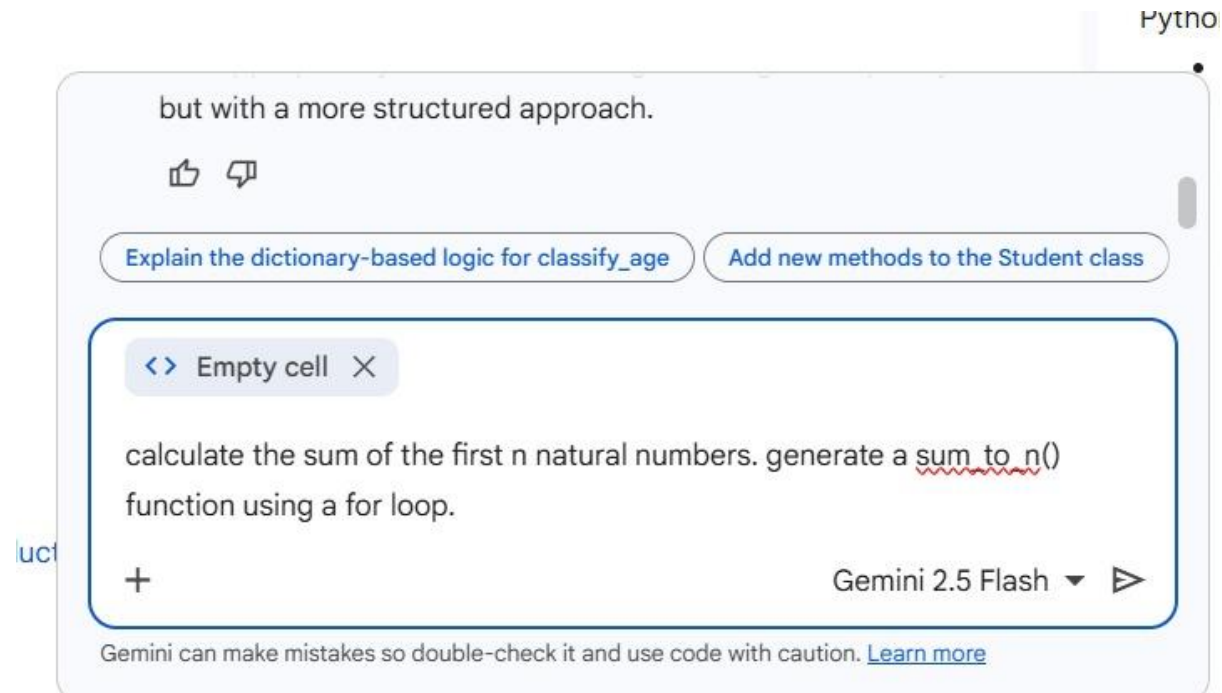 but with a more structured approach.
Explain the dictionary-based logic for classify_age
Add new methods to the Student class
Empty cell
calculate the sum of the first n natural numbers. generate a sum_to_n()
function using a for loop.
Gemini 2.5 Flash
Gemini can make mistakes so double-check it and use code with caution. Learn more